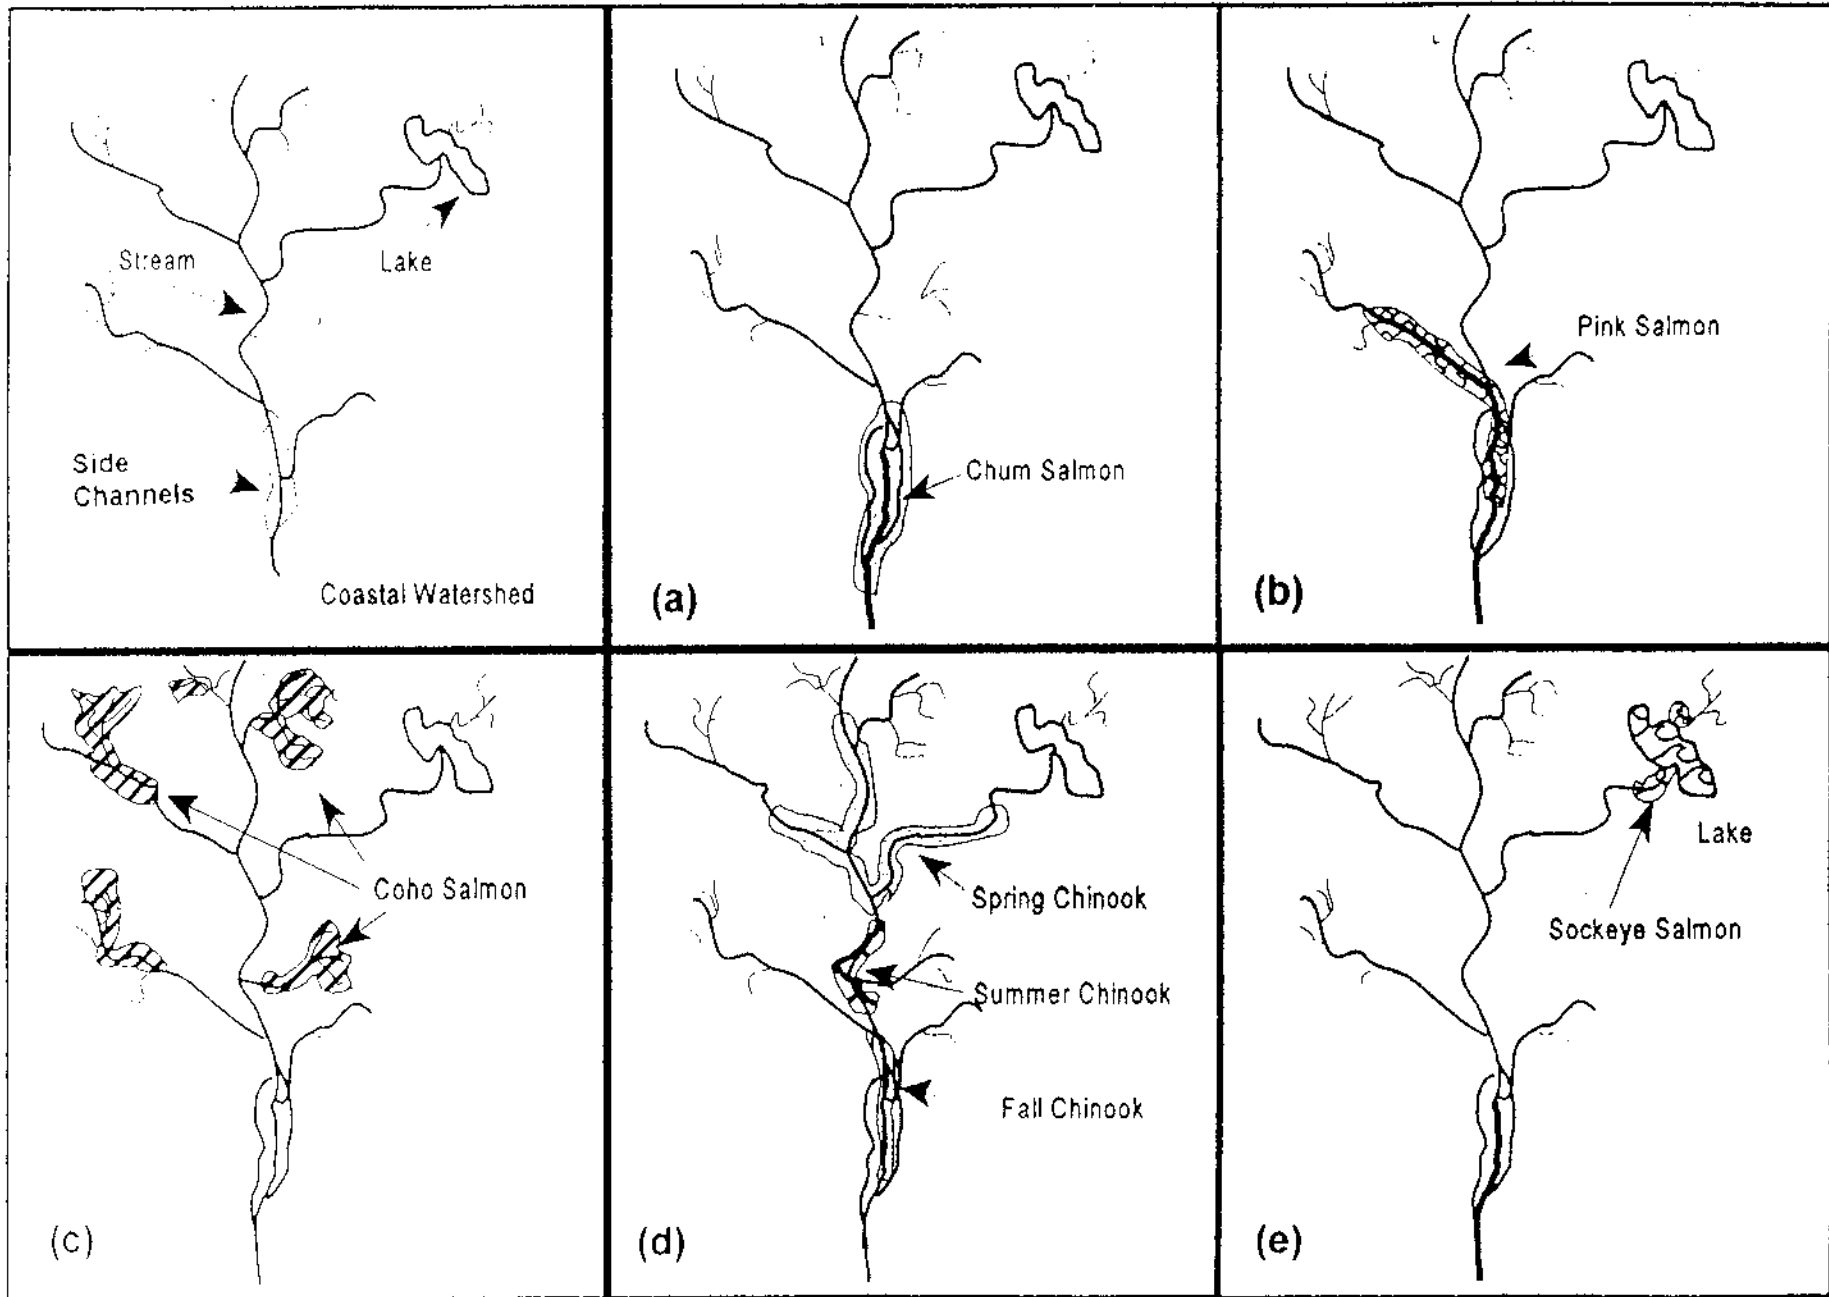 Stream
Lake
Side
Channels
Coastal Watershed
Chum Salmon
(a)
Pink Salmon
(b)
Coho Salmon
(c)
Spring Chinook
Summer Chinook
Fall Chinook
(d)
Lake
Sockeye Salmon
(e)